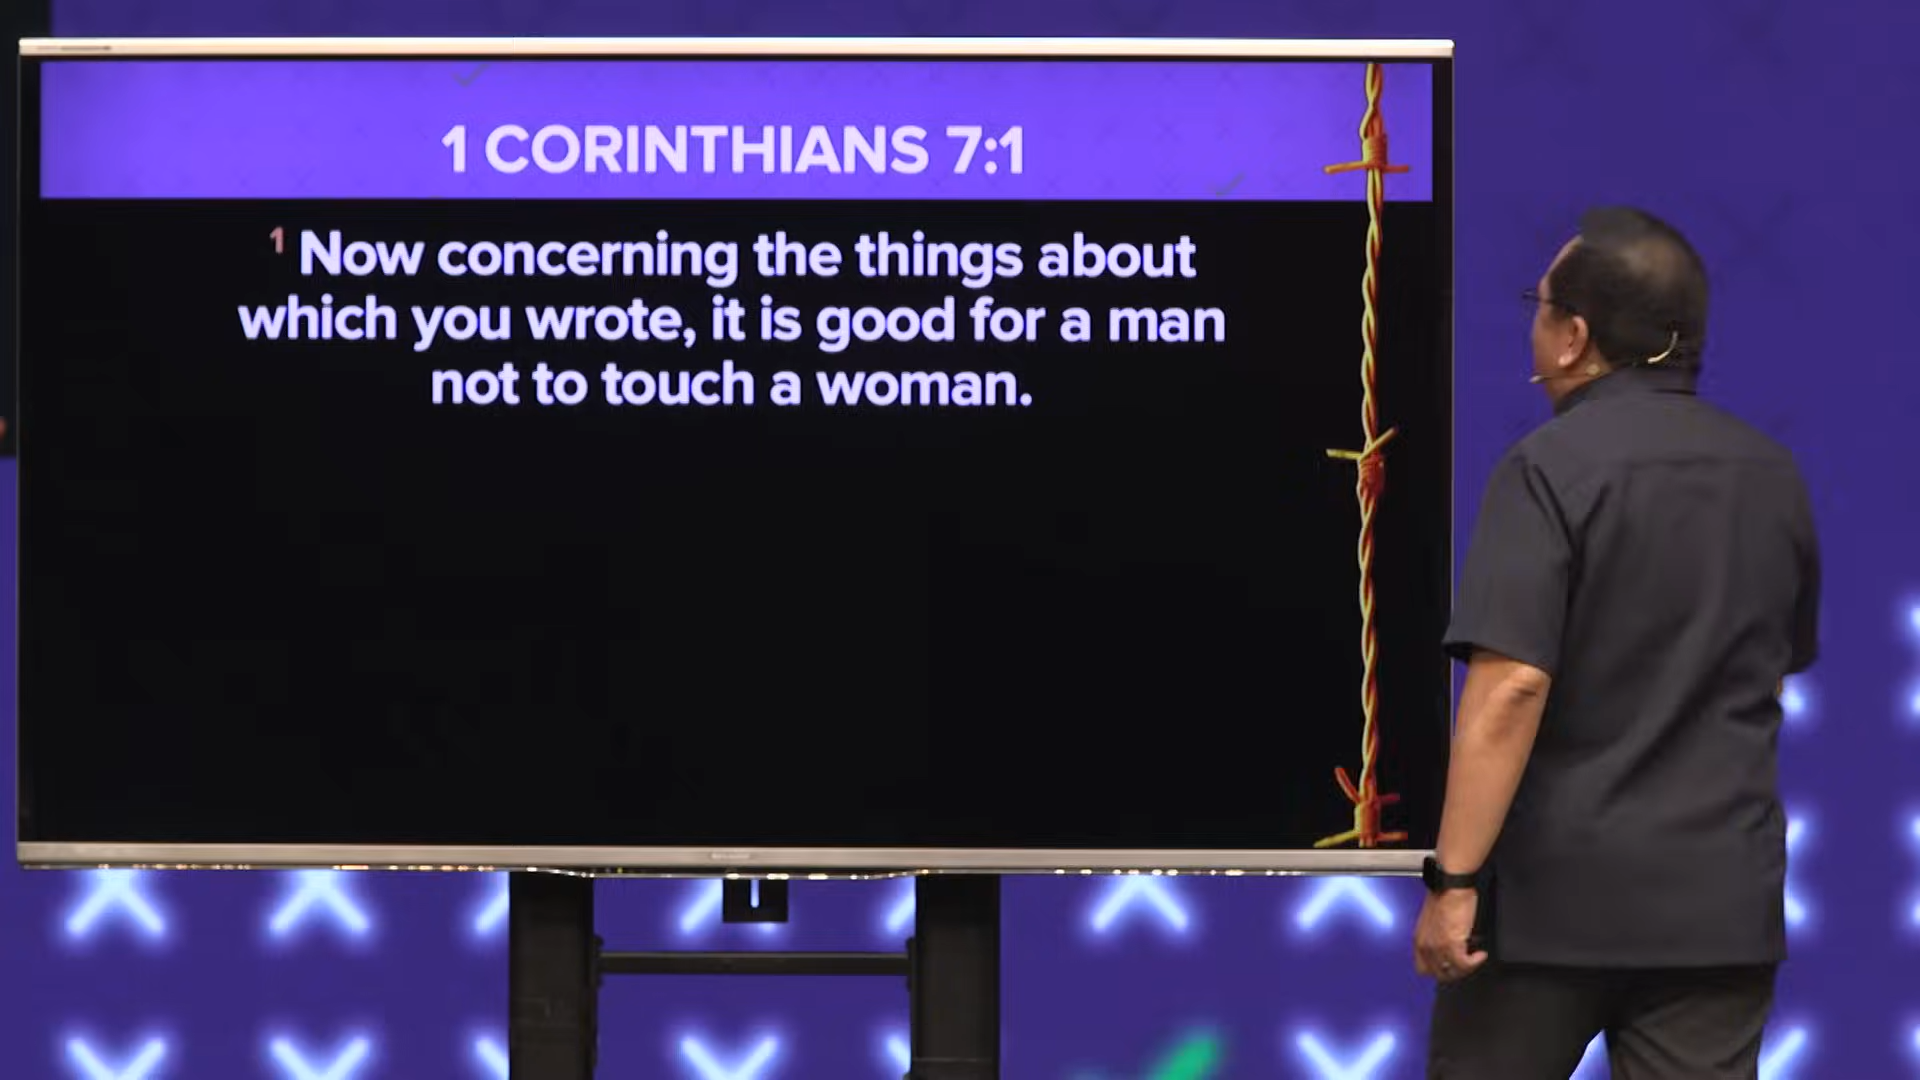 1 CORINTHIANS 7:1
1 Now concerning the things about
which you wrote, it is good for a man
not to touch a woman.